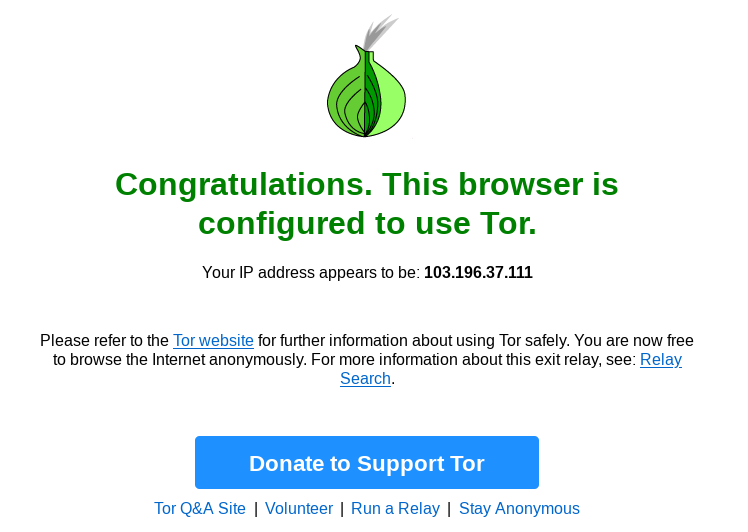 Congratulations. This browser is
configured to use Tor.
Your IP address appears to be: 103.196.37.111
Please refer to the Tor website for further information about using Tor safely. You are now free
to browse the Internet anonymously. For more information about this exit relay, see: Relay
Search.
Donate to Support Tor
Tor Q&A Site | Volunteer | Run a Relay | Stay Anonymous